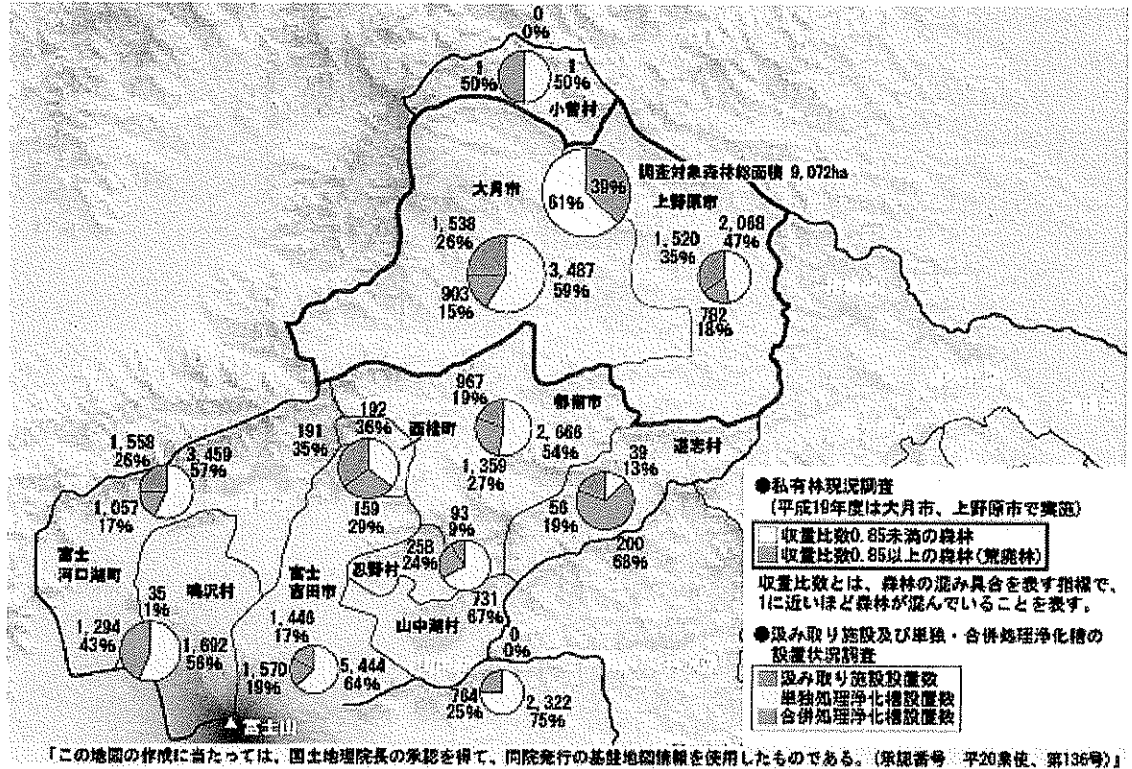 0
0%
1
50%
1
50%
小菅村
調査対象森林総面積 9,072ha
大月市
39%
61%
上野原市
1,538
26%
3,487
59%
903
15%
2,068
47%
1,520
35%
782
18%
967
19%
都留市
2,666
54%
1,359
27%
192
36%
西桂町
191
35%
159
29%
道志村
39
13%
56
19%
200
68%
1,558
26%
3,459
57%
1,057
17%
93
9%
258
24%
忍野村
731
67%
富士
河口湖町
鳴沢村
富士
吉田市
山中湖村
35
1%
1,294
43%
1,692
56%
1,446
17%
1,570
19%
5,444
64%
0
0%
764
25%
2,322
75%
富士山
●私有林現況調査
(平成19年度は大月市、上野原市で実施)
収量比数0.85未満の森林
収量比数0.85以上の森林(荒廃林)
収量比数とは、森林の混み具合を表す指標で、
1に近いほど森林が混んでいることを表す。
●汲み取り施設及び単独・合併処理浄化槽の
設置状況調査
汲み取り施設設置数
単独処理浄化槽設置数
合併処理浄化槽設置数
「この地図の作成に当たっては、国土地理院長の承認を得て、同院発行の基盤地図情報を使用したものである。(承認番号 平20業使、第136号)」